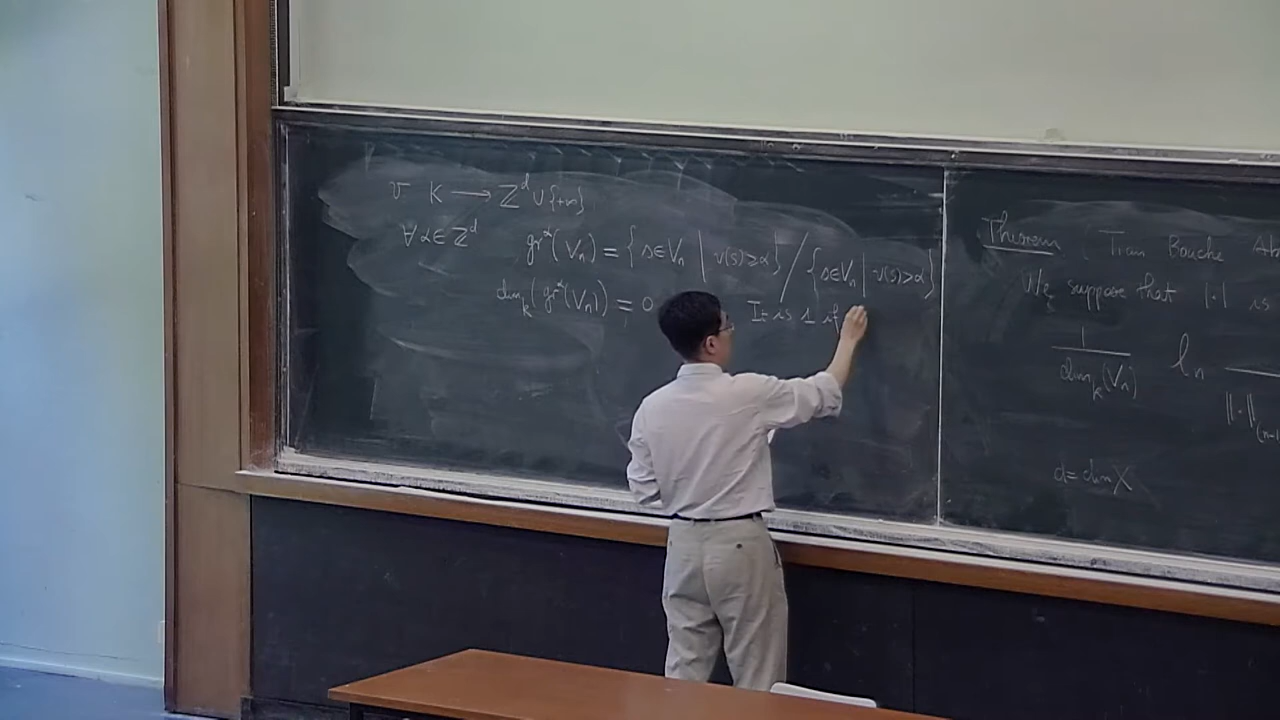 v K ⟶ ℤ^d ∪ {+∞}
∀ α ∈ ℤ^d gr^α(V_n) = { s ∈ V_n | v(s) ⩾ α } / { s ∈ V_n | v(s) > α }
dim_k(gr^α(V_n)) = 0 It is 1 if
Theorem Tian Bouche Ab
We suppose that |·| is
1/dim_k(V_n) ln
‖·‖
d = dim X